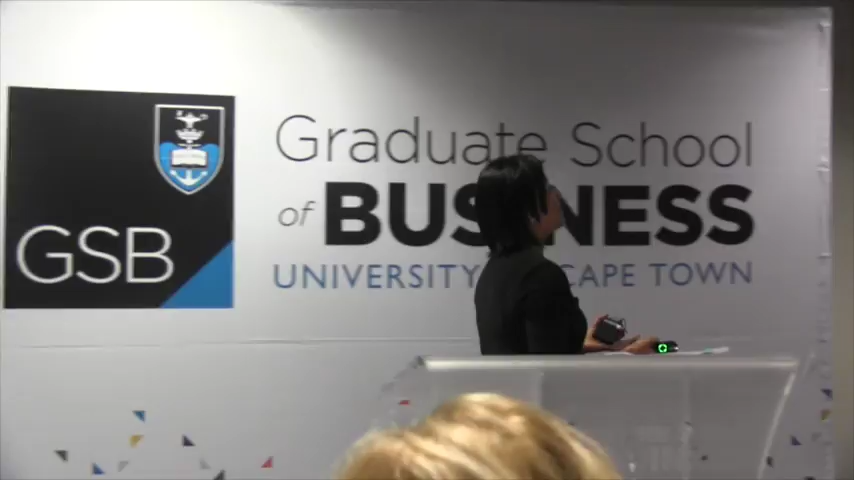 GSB
Graduate School
of BUSINESS
UNIVERSITY CAPE TOWN